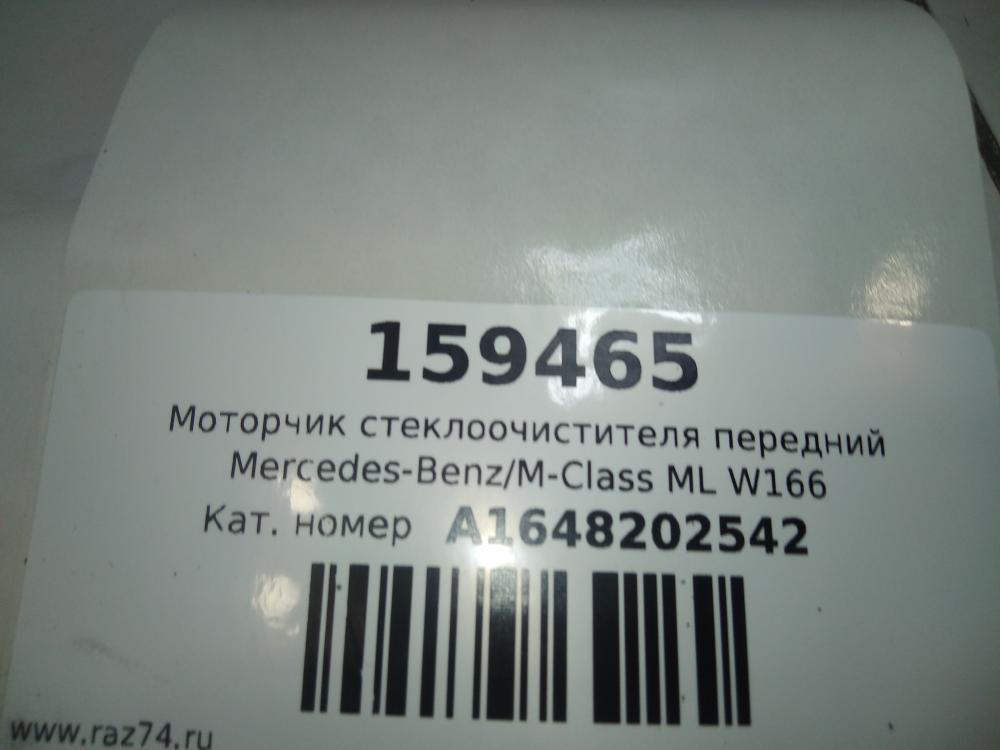 159465
Моторчик стеклоочистителя передний
Mercedes-Benz/M-Class ML W166
Кат. номер A1648202542
www.raz74.ru